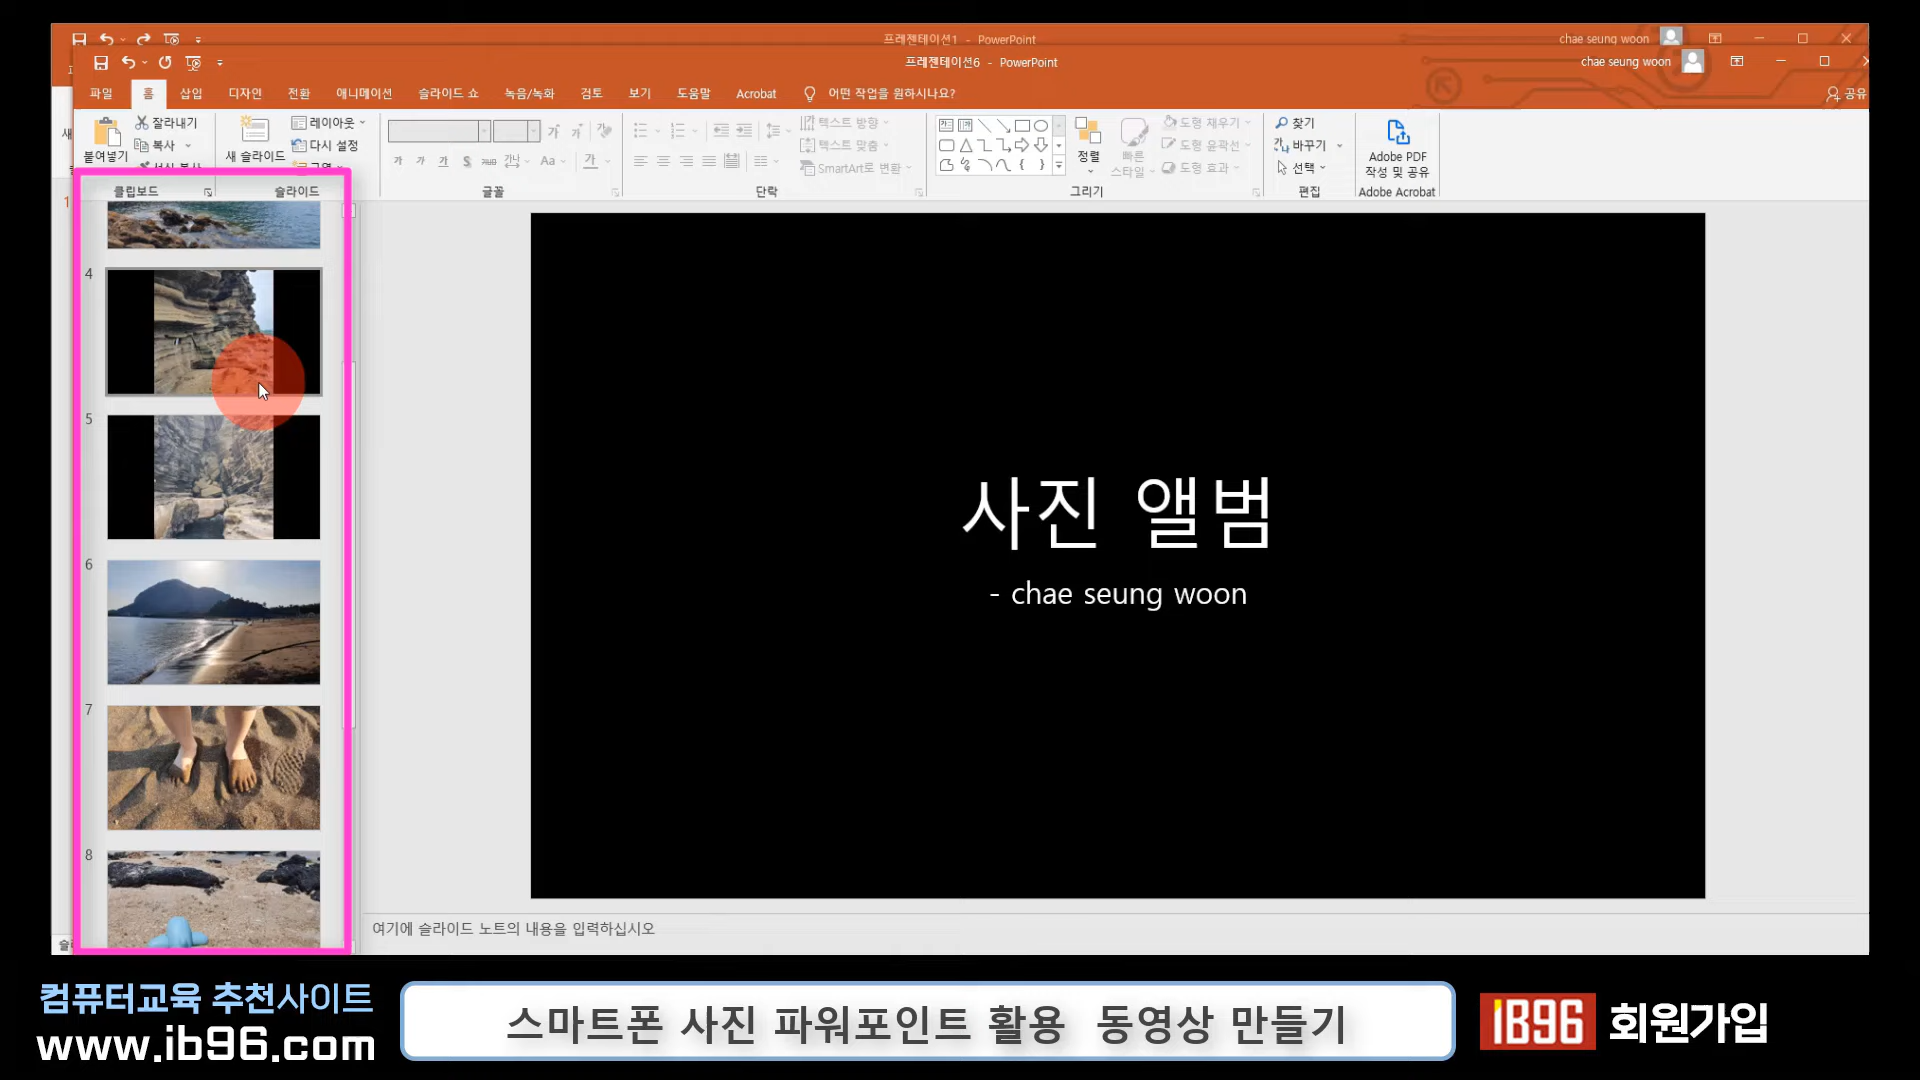 프레젠테이션1 - PowerPoint
chae seung woon
프레젠테이션6 - PowerPoint
chae seung woon
파일 홈 삽입 디자인 전환 애니메이션 슬라이드 쇼 녹음/녹화 검토 보기 도움말 Acrobat 어떤 작업을 원하시나요? 공유
잘라내기
복사
붙여넣기
새 슬라이드
레이아웃
다시 설정
텍스트 방향
텍스트 맞춤
SmartArt로 변환
정렬
빠른
스타일
도형 채우기
도형 윤곽선
도형 효과
찾기
바꾸기
선택
Adobe PDF
작성 및 공유
클립보드 슬라이드 글꼴 단락 그리기 편집 Adobe Acrobat
4
5
6
7
8
사진 앨범
- chae seung woon
여기에 슬라이드 노트의 내용을 입력하십시오
컴퓨터교육 추천사이트
www.ib96.com
스마트폰 사진 파워포인트 활용 동영상 만들기
IB96 회원가입